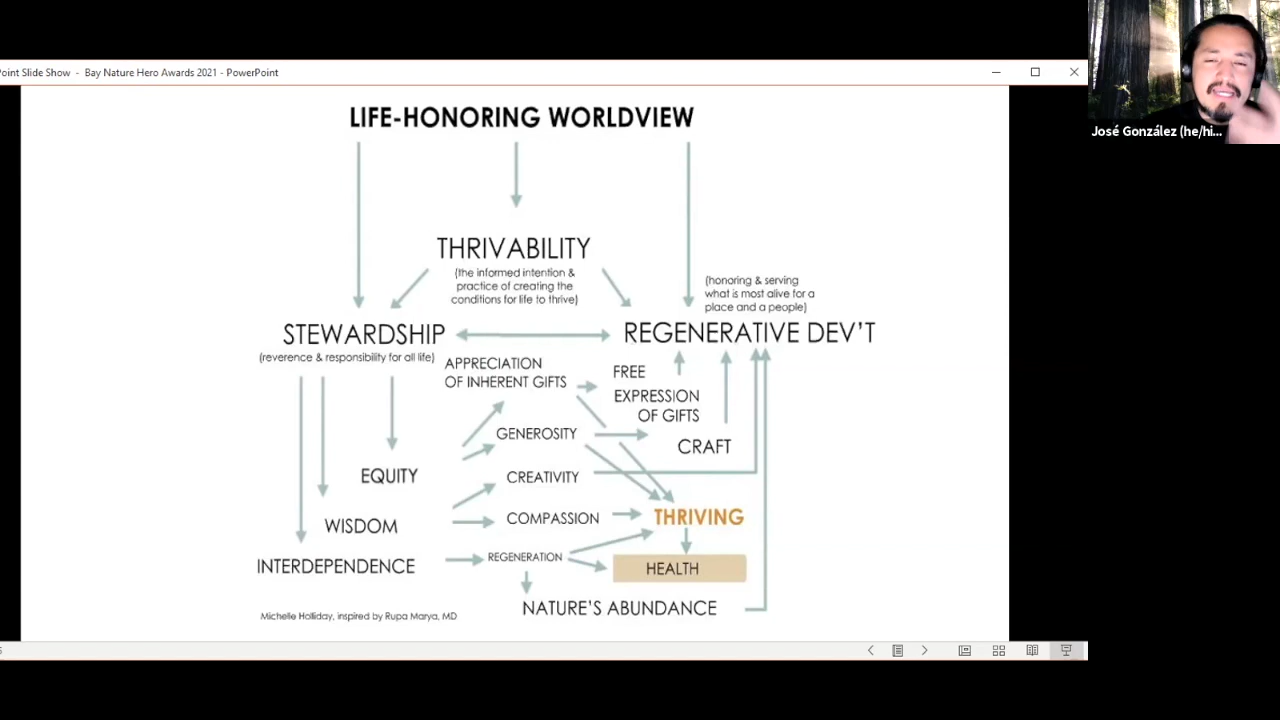 oint Slide Show - Bay Nature Hero Awards 2021 - PowerPoint
José González (he/hi...
LIFE-HONORING WORLDVIEW
THRIVABILITY
(the informed intention &
practice of creating the
conditions for life to thrive)
(honoring & serving
what is most alive for a
place and a people)
STEWARDSHIP
REGENERATIVE DEV'T
(reverence & responsibility for all life)
APPRECIATION
OF INHERENT GIFTS
FREE
EXPRESSION
OF GIFTS
GENEROSITY
CRAFT
EQUITY
CREATIVITY
WISDOM
COMPASSION
THRIVING
INTERDEPENDENCE
REGENERATION
HEALTH
NATURE'S ABUNDANCE
Michelle Holliday, inspired by Rupa Marya, MD